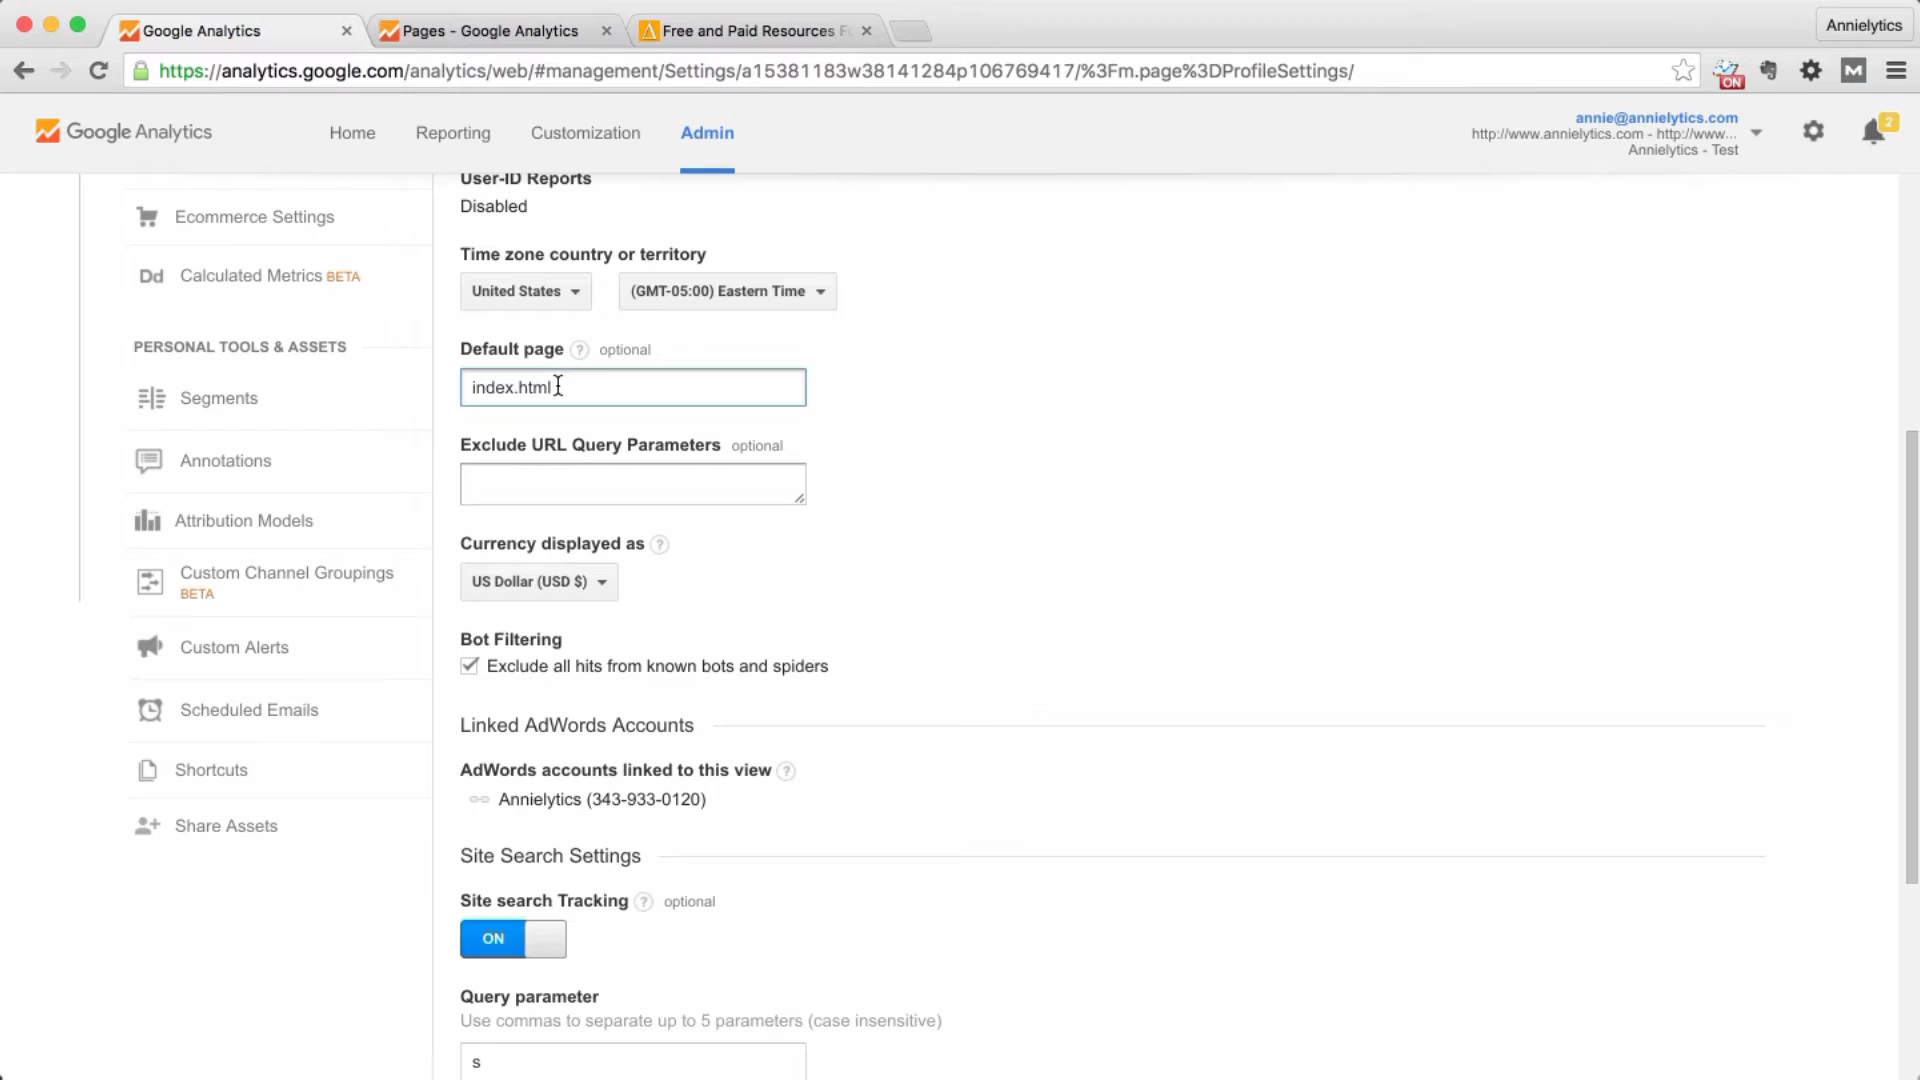 Google Analytics
Pages - Google Analytics
Free and Paid Resources F
Annielytics
https://analytics.google.com/analytics/web/#management/Settings/a15381183w38141284p106769417/%3Fm.page%3DProfileSettings/
ON
M
Google Analytics
Home
Reporting
Customization
Admin
annie@annielytics.com
http://www.annielytics.com - http://www...
Annielytics - Test
2
Ecommerce Settings
Dd Calculated Metrics BETA
PERSONAL TOOLS & ASSETS
Segments
Annotations
Attribution Models
Custom Channel Groupings
BETA
Custom Alerts
Scheduled Emails
Shortcuts
Share Assets
User-ID Reports
Disabled
Time zone country or territory
United States
(GMT-05:00) Eastern Time
Default page ? optional
index.html
Exclude URL Query Parameters optional
Currency displayed as ?
US Dollar (USD $)
Bot Filtering
Exclude all hits from known bots and spiders
Linked AdWords Accounts
AdWords accounts linked to this view ?
Annielytics (343-933-0120)
Site Search Settings
Site search Tracking ? optional
ON
Query parameter
Use commas to separate up to 5 parameters (case insensitive)
s